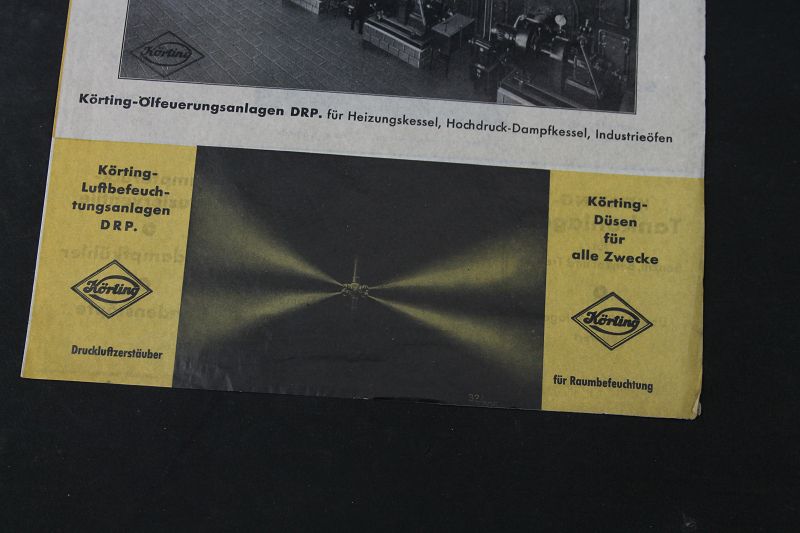 Körting
Körting-Ölfeuerungsanlagen DRP. für Heizungskessel, Hochdruck-Dampfkessel, Industrieöfen
Körting-
Luftbefeuch-
tungsanlagen
DRP.
Körting
Druckluftzerstäuber
Körting-
Düsen
für
alle Zwecke
Körting
für Raumbefeuchtung